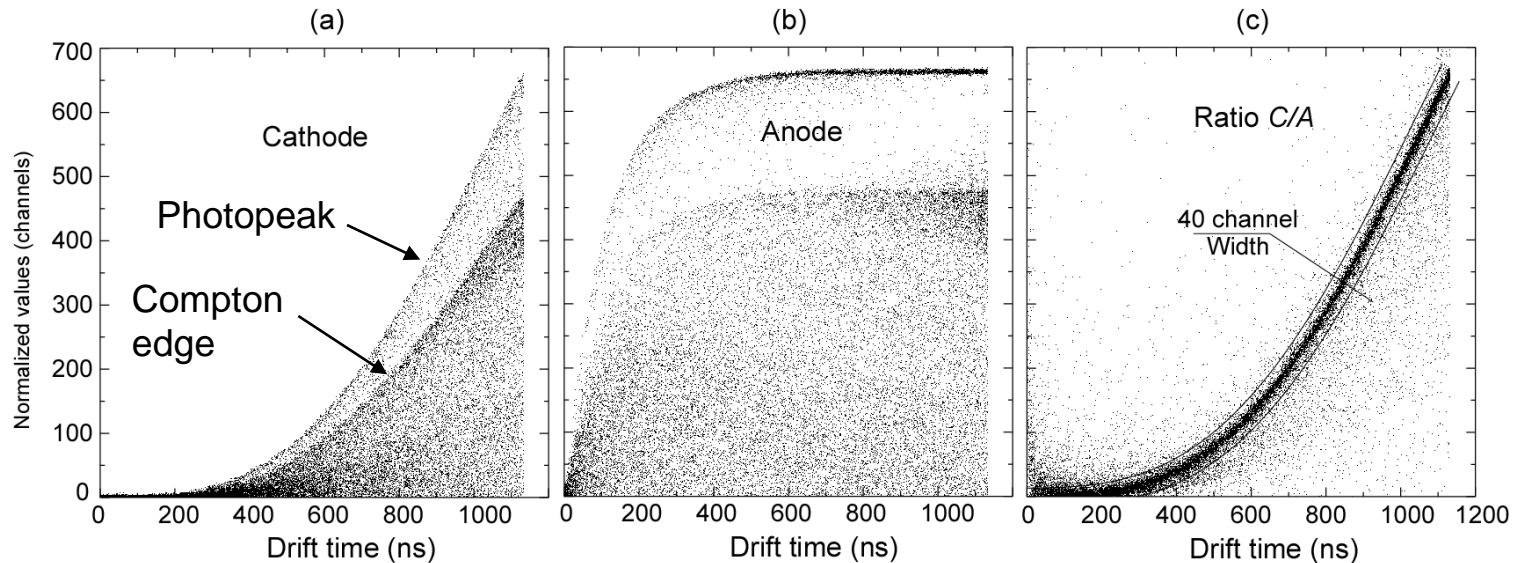 (a)
(b)
(c)
Normalized values (channels)
700
600
500
400
300
200
100
0
Cathode
Photopeak
Compton
edge
0
200
400
600
800
1000
Drift time (ns)
Anode
0
200
400
600
800
1000
Drift time (ns)
Ratio C/A
40 channel
Width
0
200
400
600
800
1000
1200
Drift time (ns)